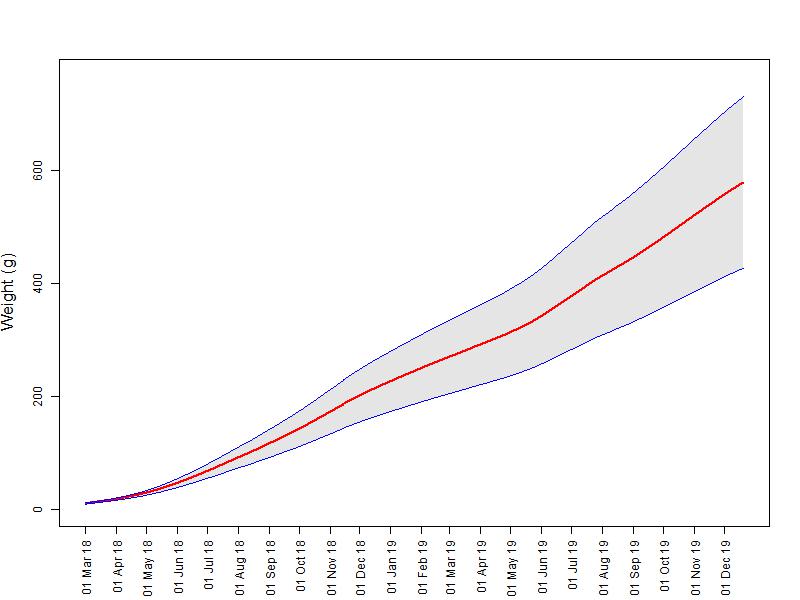 Weight (g)
600
400
200
0
01 Mar 18
01 Apr 18
01 May 18
01 Jun 18
01 Jul 18
01 Aug 18
01 Sep 18
01 Oct 18
01 Nov 18
01 Dec 18
01 Jan 19
01 Feb 19
01 Mar 19
01 Apr 19
01 May 19
01 Jun 19
01 Jul 19
01 Aug 19
01 Sep 19
01 Oct 19
01 Nov 19
01 Dec 19